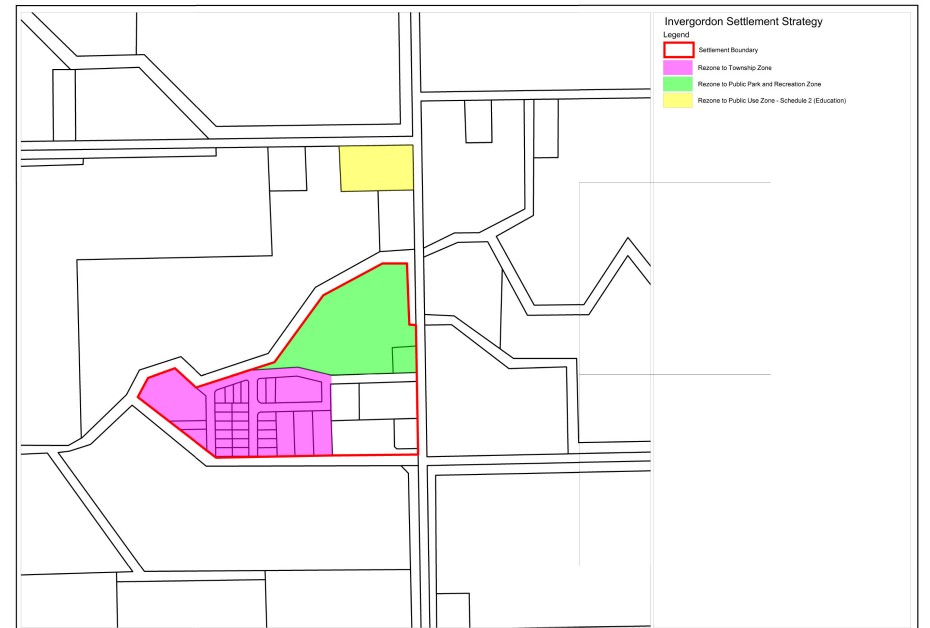 Invergordon Settlement Strategy
Legend
Settlement Boundary
Rezone to Township Zone
Rezone to Public Park and Recreation Zone
Rezone to Public Use Zone - Schedule 2 (Education)